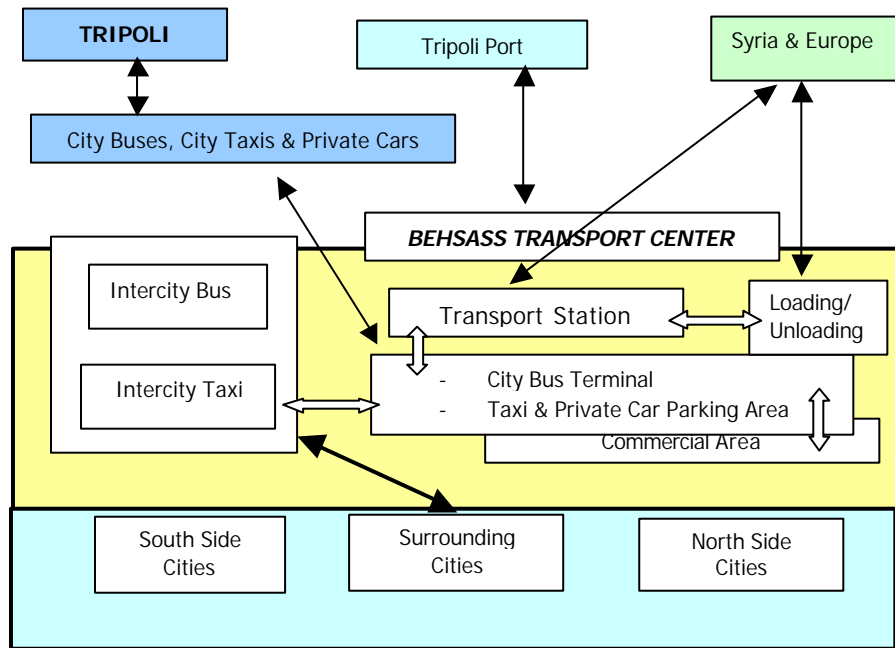 TRIPOLI
Tripoli Port
Syria & Europe
City Buses, City Taxis & Private Cars
BEHSASS TRANSPORT CENTER
Intercity Bus
Transport Station
Loading/
Unloading
Intercity Taxi
- City Bus Terminal
- Taxi & Private Car Parking Area
Commercial Area
South Side
Cities
Surrounding
Cities
North Side
Cities